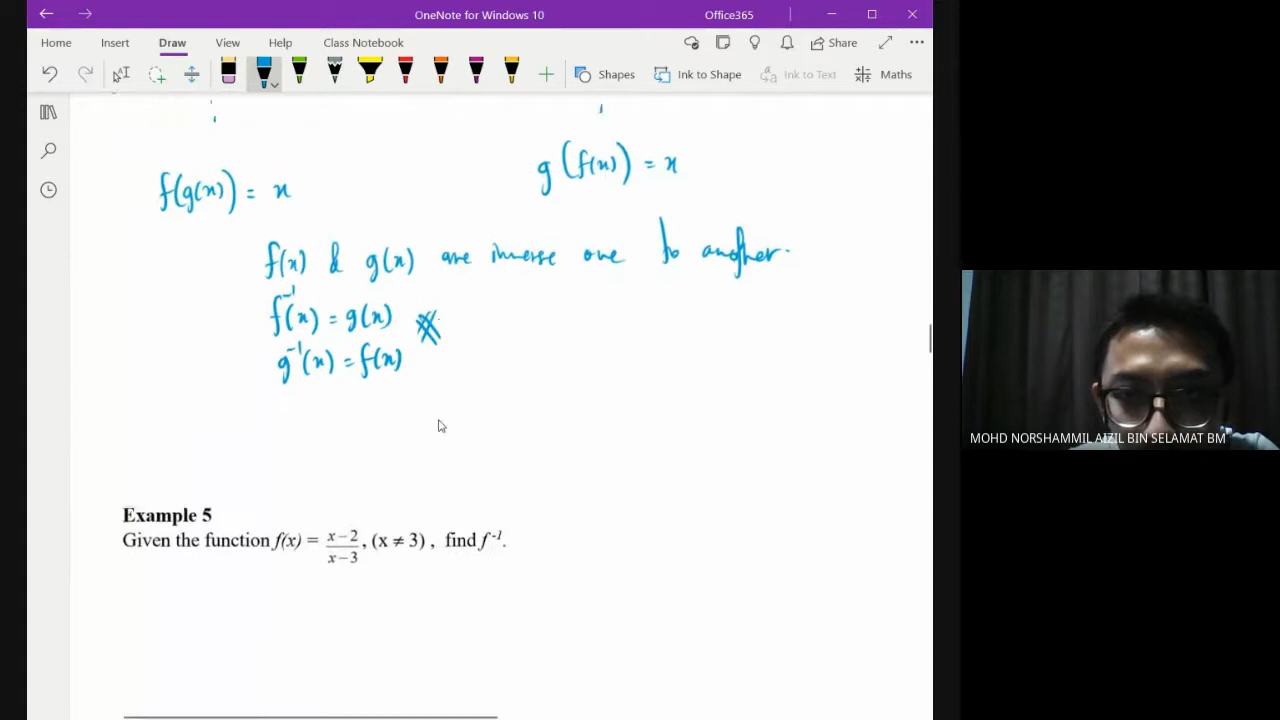 OneNote for Windows 10
Office365
Home Insert Draw View Help Class Notebook
Share
Shapes Ink to Shape Ink to Text Maths
f(g(x)) = x
g(f(x)) = x
f(x) & g(x) are inverse one to another.
f⁻¹(x) = g(x)
g⁻¹(x) = f(x)
Example 5
Given the function f(x) = (x−2)/(x−3), (x ≠ 3), find f⁻¹.
MOHD NORSHAMMIL AIZIL BIN SELAMAT BM